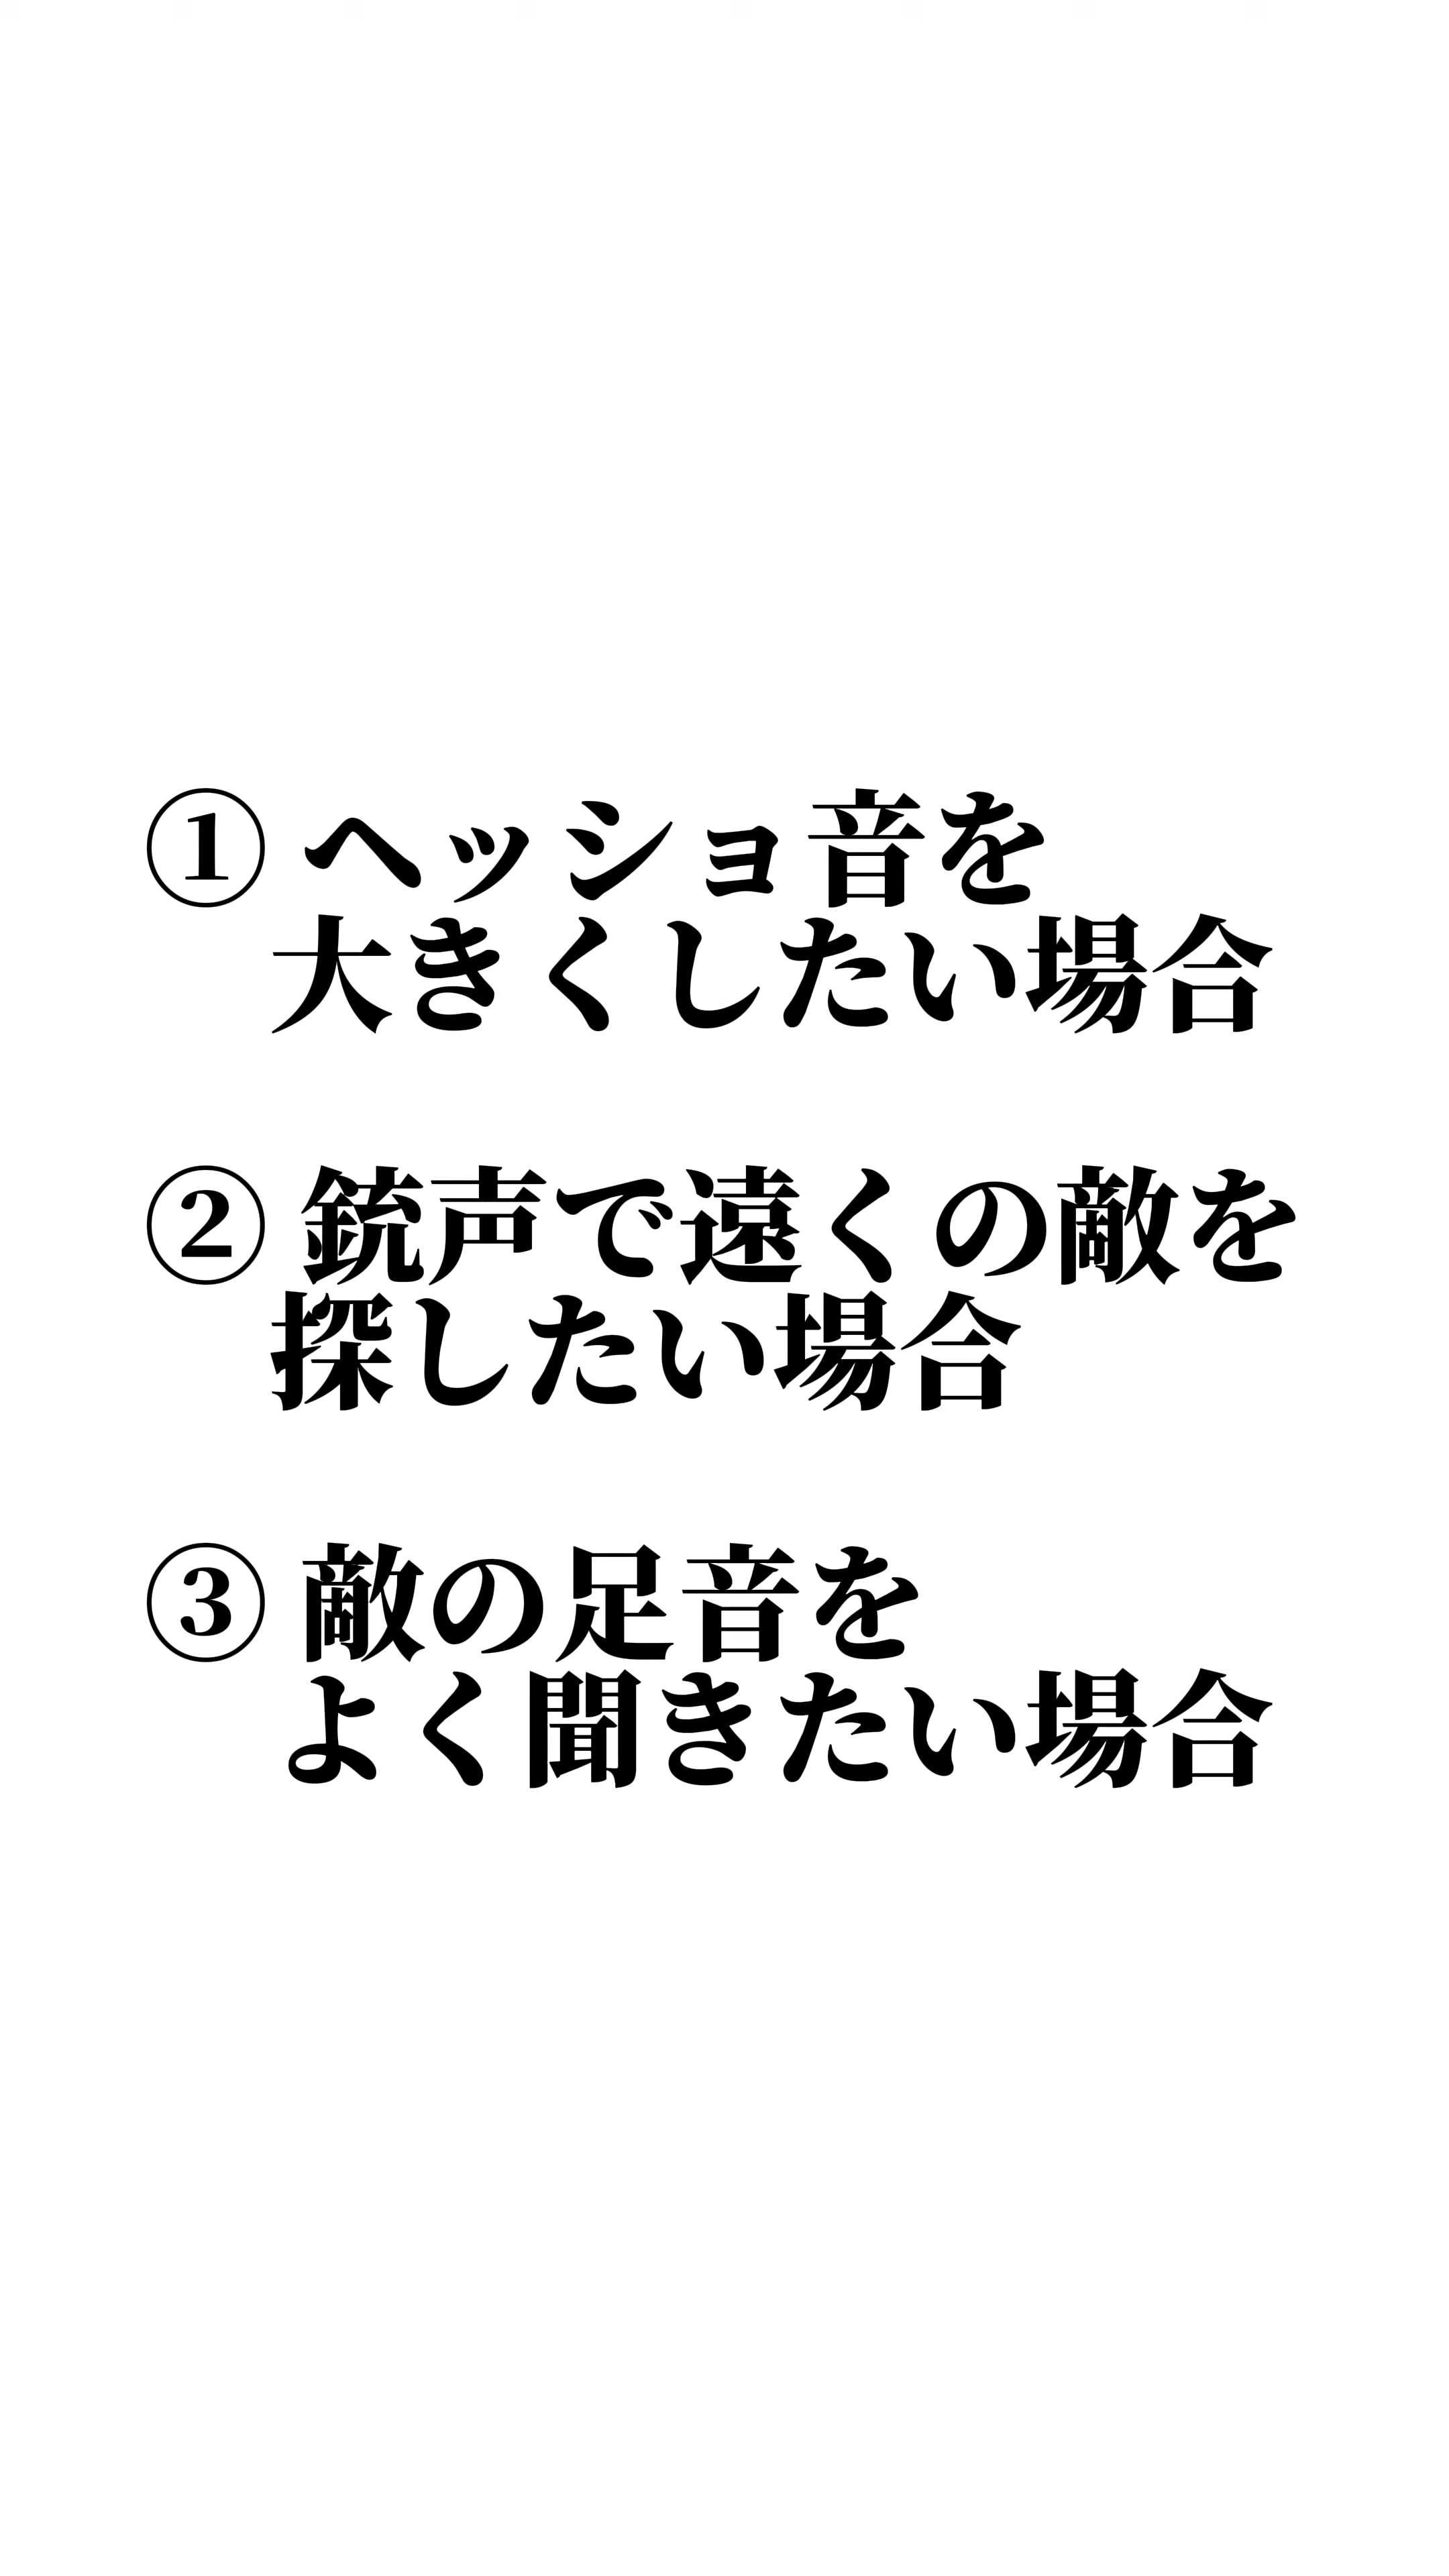 ① ヘッショ音を
大きくしたい場合
② 銃声で遠くの敵を
探したい場合
③ 敵の足音を
よく聞きたい場合